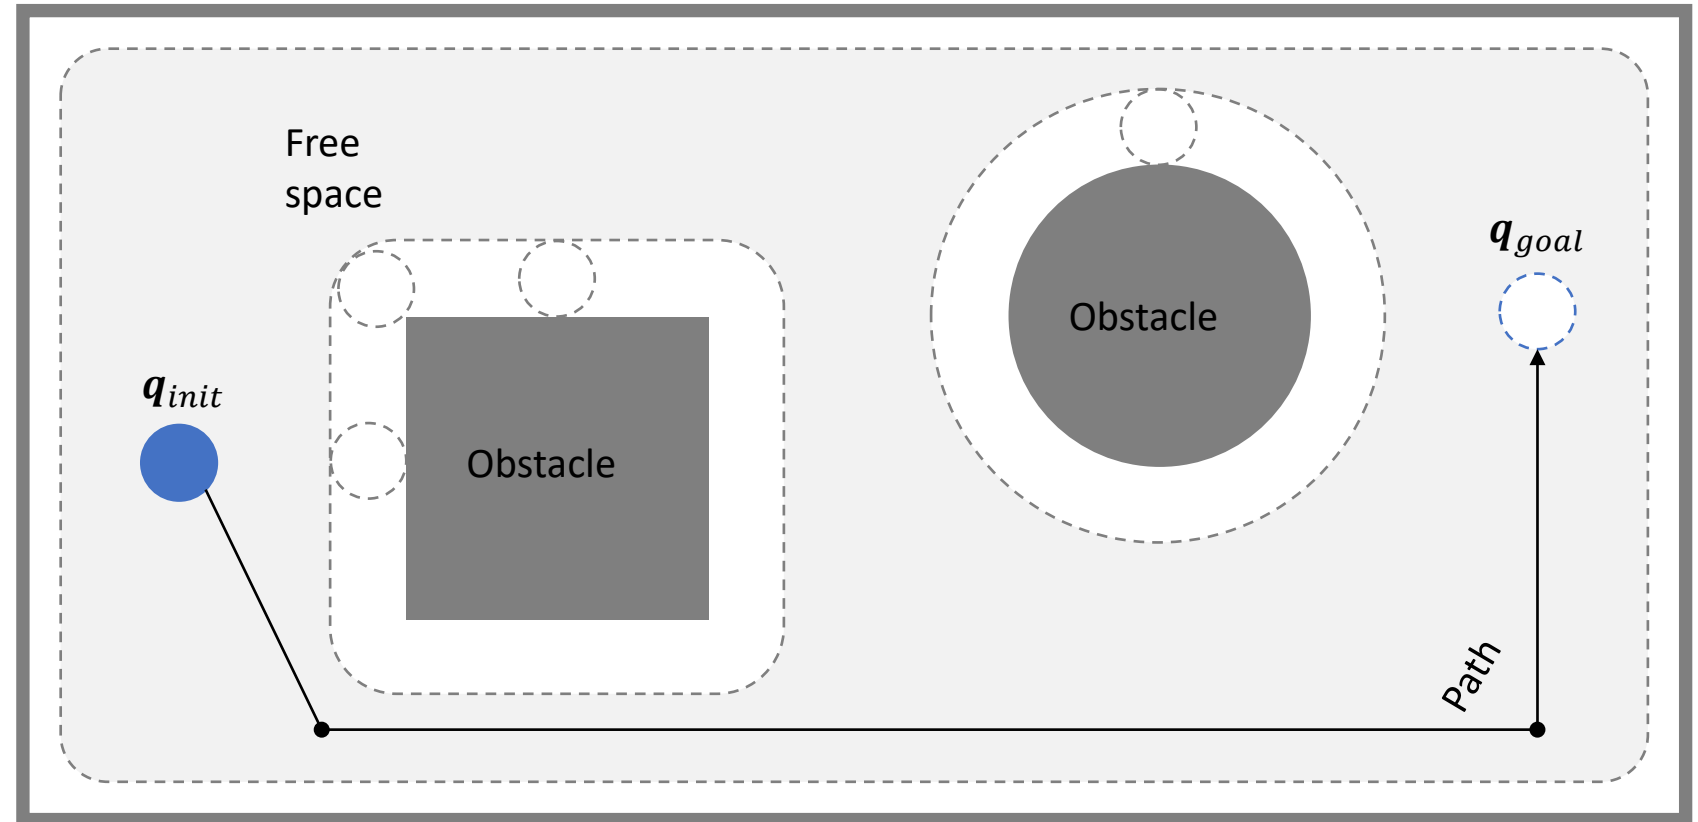 Free
space
q_goal
Obstacle
q_init
Obstacle
Path